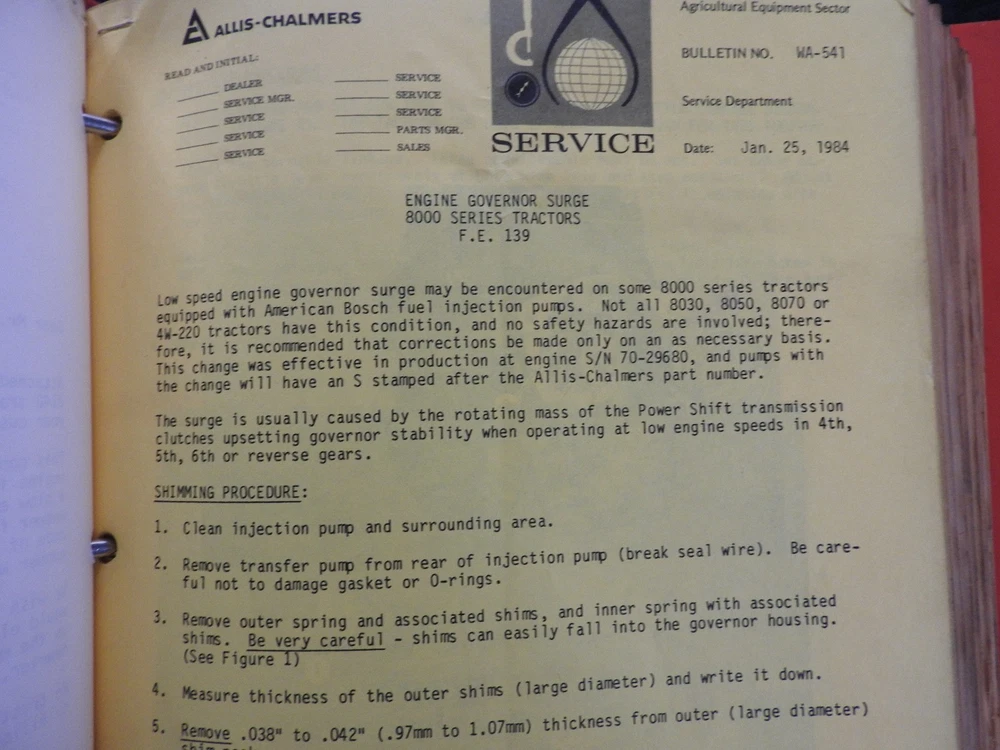 ALLIS-CHALMERS
READ AND INITIAL:
DEALER
SERVICE MGR.
SERVICE
SERVICE
SERVICE
SERVICE
SERVICE
SERVICE
PARTS MGR.
SALES
SERVICE
Agricultural Equipment Sector
BULLETIN NO. WA-541
Service Department
Date: Jan. 25, 1984
ENGINE GOVERNOR SURGE
8000 SERIES TRACTORS
F.E. 139
Low speed engine governor surge may be encountered on some 8000 series tractors
equipped with American Bosch fuel injection pumps. Not all 8030, 8050, 8070 or
4W-220 tractors have this condition, and no safety hazards are involved; there-
fore, it is recommended that corrections be made only on an as necessary basis.
This change was effective in production at engine S/N 70-29680, and pumps with
the change will have an S stamped after the Allis-Chalmers part number.
The surge is usually caused by the rotating mass of the Power Shift transmission
clutches upsetting governor stability when operating at low engine speeds in 4th,
5th, 6th or reverse gears.
SHIMMING PROCEDURE:
1. Clean injection pump and surrounding area.
2. Remove transfer pump from rear of injection pump (break seal wire). Be care-
ful not to damage gasket or O-rings.
3. Remove outer spring and associated shims, and inner spring with associated
shims. Be very careful - shims can easily fall into the governor housing.
(See Figure 1)
4. Measure thickness of the outer shims (large diameter) and write it down.
5. Remove .038" to .042" (.97mm to 1.07mm) thickness from outer (large diameter)